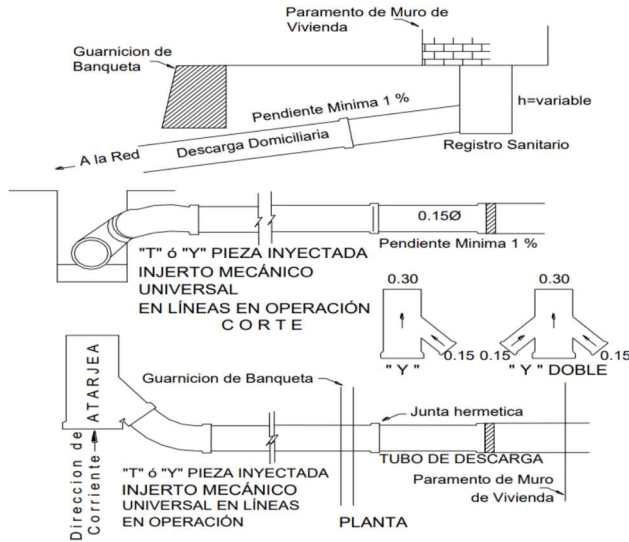 Paramento de Muro de
Vivienda
Guarnicion de
Banqueta
Pendiente Minima 1 %
h=variable
A la Red
Descarga Domiciliaria
Registro Sanitario
0.15Ø
Pendiente Minima 1 %
"T" ó "Y" PIEZA INYECTADA
INJERTO MECÁNICO
UNIVERSAL
EN LÍNEAS EN OPERACIÓN
C O R T E
0.30
0.30
0.15
0.15
0.15
" Y "
" Y" DOBLE
ATARJEA
Guarnicion de Banqueta
Junta hermetica
TUBO DE DESCARGA
Direccion de
Corriente
"T" ó "Y" PIEZA INYECTADA
INJERTO MECÁNICO
UNIVERSAL EN LÍNEAS
EN OPERACIÓN
PLANTA
Paramento de Muro
de Vivienda